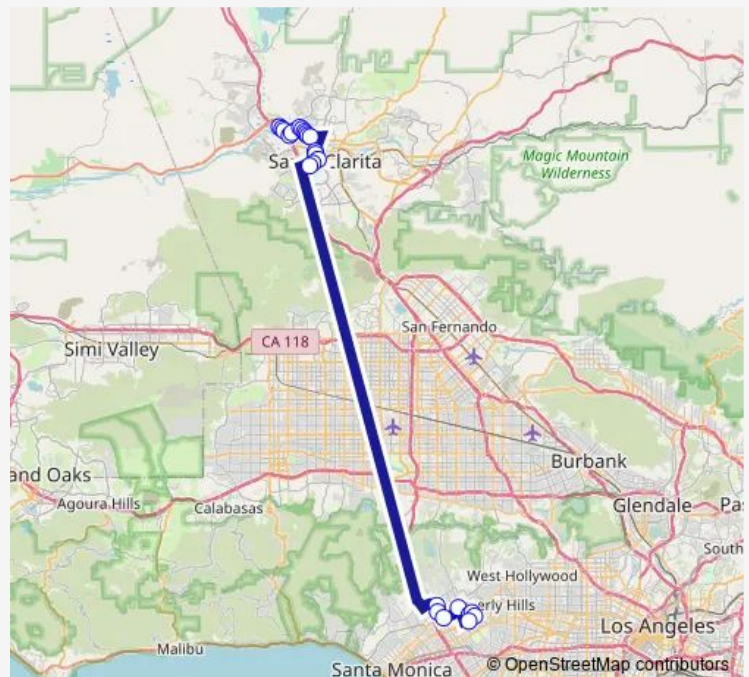 Magic Mountain
Wilderness
San Fernando
CA 118
Simi Valley
Burbank
Agoura Hills
Calabasas
Glendale
West Hollywood
Los Angeles
Malibu
Santa Monica
© OpenStreetMap contributors